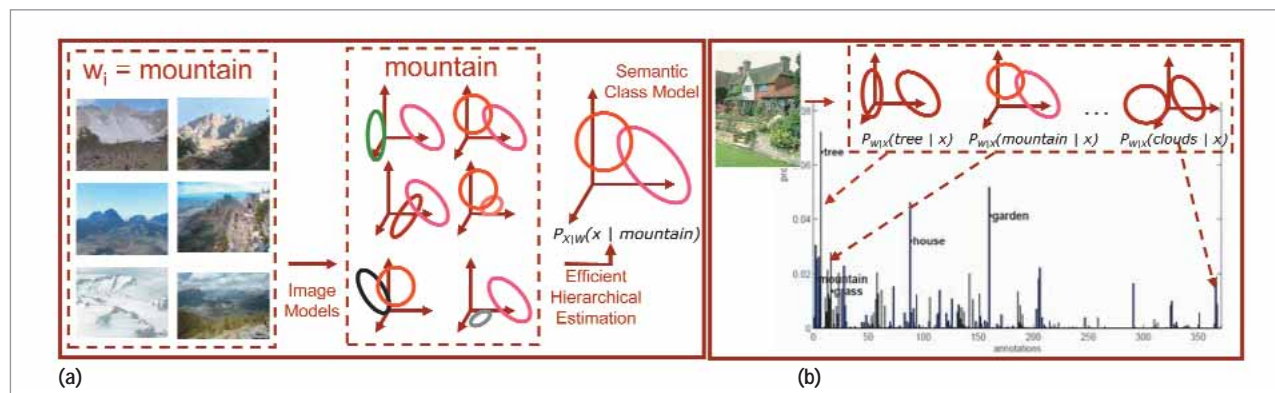 wi = mountain
mountain
Semantic
Class Model
PX|W(x | mountain)
Image
Models
Efficient
Hierarchical
Estimation
(a)
PW|X(tree | x) PW|X(mountain | x) ... PW|X(clouds | x)
tree
0.04
garden
house
0.02
mountain
grass
0
0 50 100 150 200 250 300 350
annotations
(b)